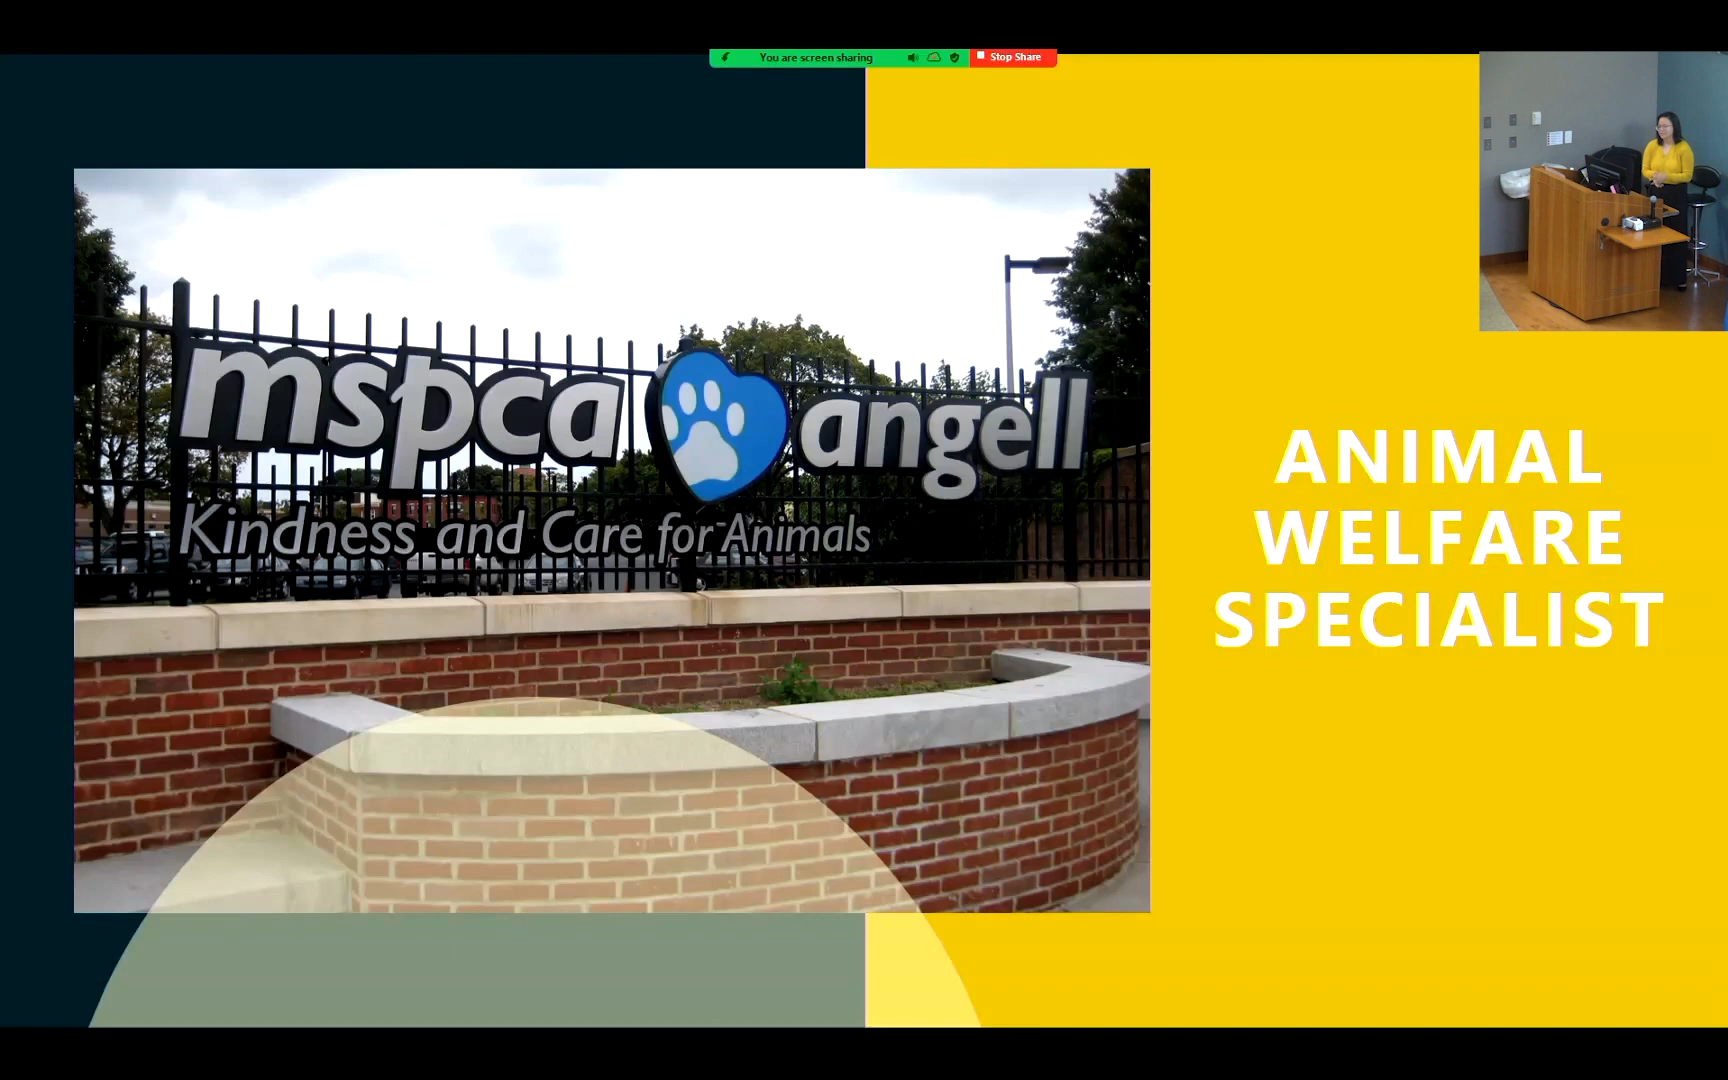 You are screen sharing
Stop Share
mspca angell
Kindness and Care for Animals
ANIMAL
WELFARE
SPECIALIST